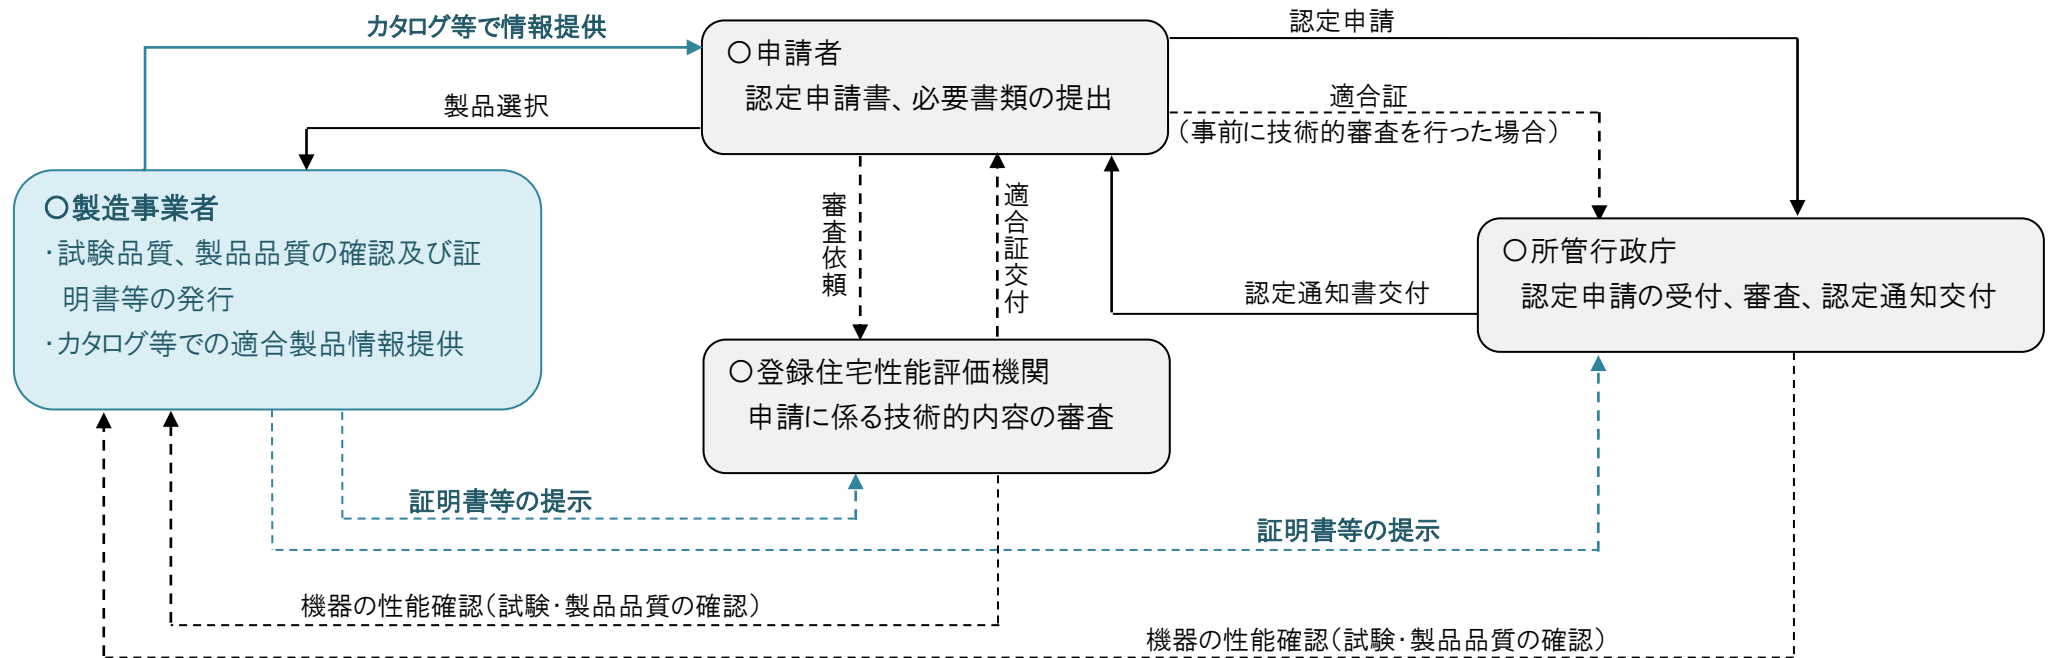 カタログ等で情報提供
認定申請
〇申請者
認定申請書、必要書類の提出
製品選択
適合証
（事前に技術的審査を行った場合）
〇製造事業者
・試験品質、製品品質の確認及び証
明書等の発行
・カタログ等での適合製品情報提供
審査依頼
適合証交付
〇所管行政庁
認定申請の受付、審査、認定通知交付
認定通知書交付
〇登録住宅性能評価機関
申請に係る技術的内容の審査
証明書等の提示
証明書等の提示
機器の性能確認（試験・製品品質の確認）
機器の性能確認（試験・製品品質の確認）